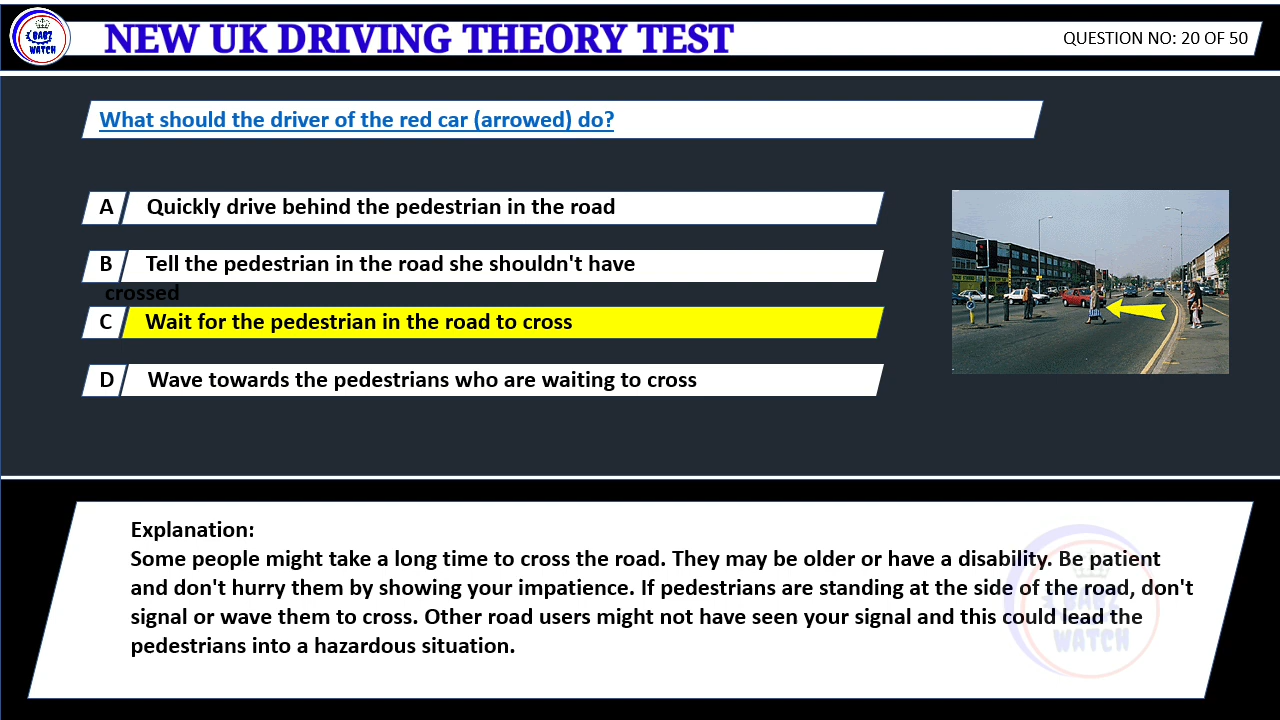 BABZ
WATCH
NEW UK DRIVING THEORY TEST
QUESTION NO: 20 OF 50
What should the driver of the red car (arrowed) do?
A Quickly drive behind the pedestrian in the road
B Tell the pedestrian in the road she shouldn't have
crossed
C Wait for the pedestrian in the road to cross
D Wave towards the pedestrians who are waiting to cross
Explanation:
Some people might take a long time to cross the road. They may be older or have a disability. Be patient
and don't hurry them by showing your impatience. If pedestrians are standing at the side of the road, don't
signal or wave them to cross. Other road users might not have seen your signal and this could lead the
pedestrians into a hazardous situation.
BABZ
WATCH